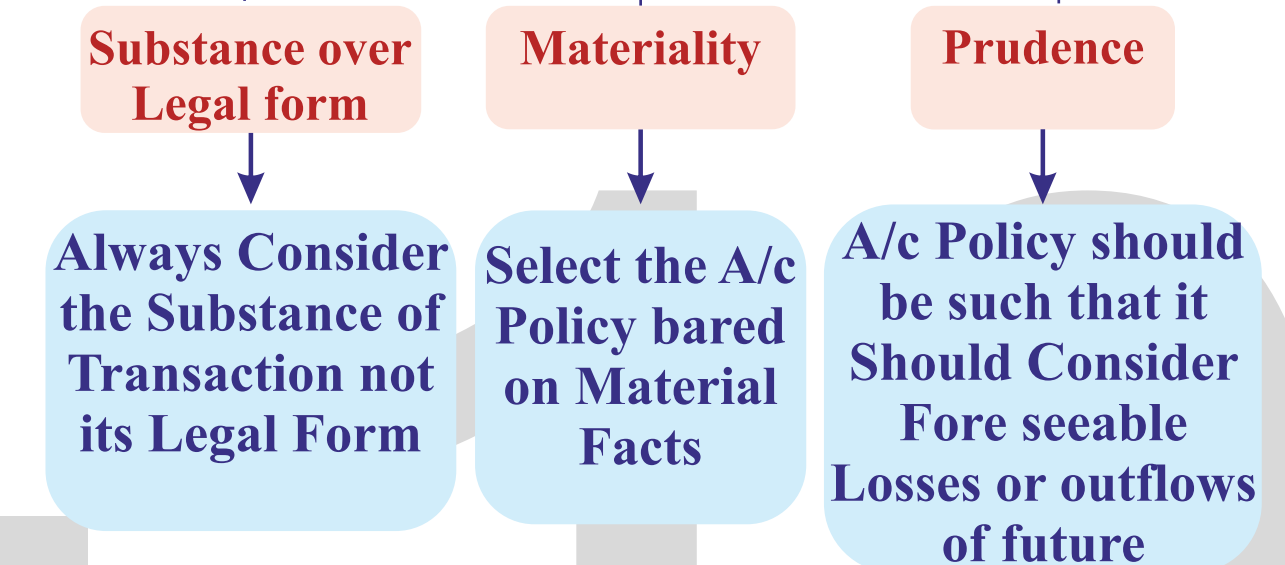 Substance over
Legal form
Materiality
Prudence
Always Consider
the Substance of
Transaction not
its Legal Form
Select the A/c
Policy bared
on Material
Facts
A/c Policy should
be such that it
Should Consider
Fore seeable
Losses or outflows
of future